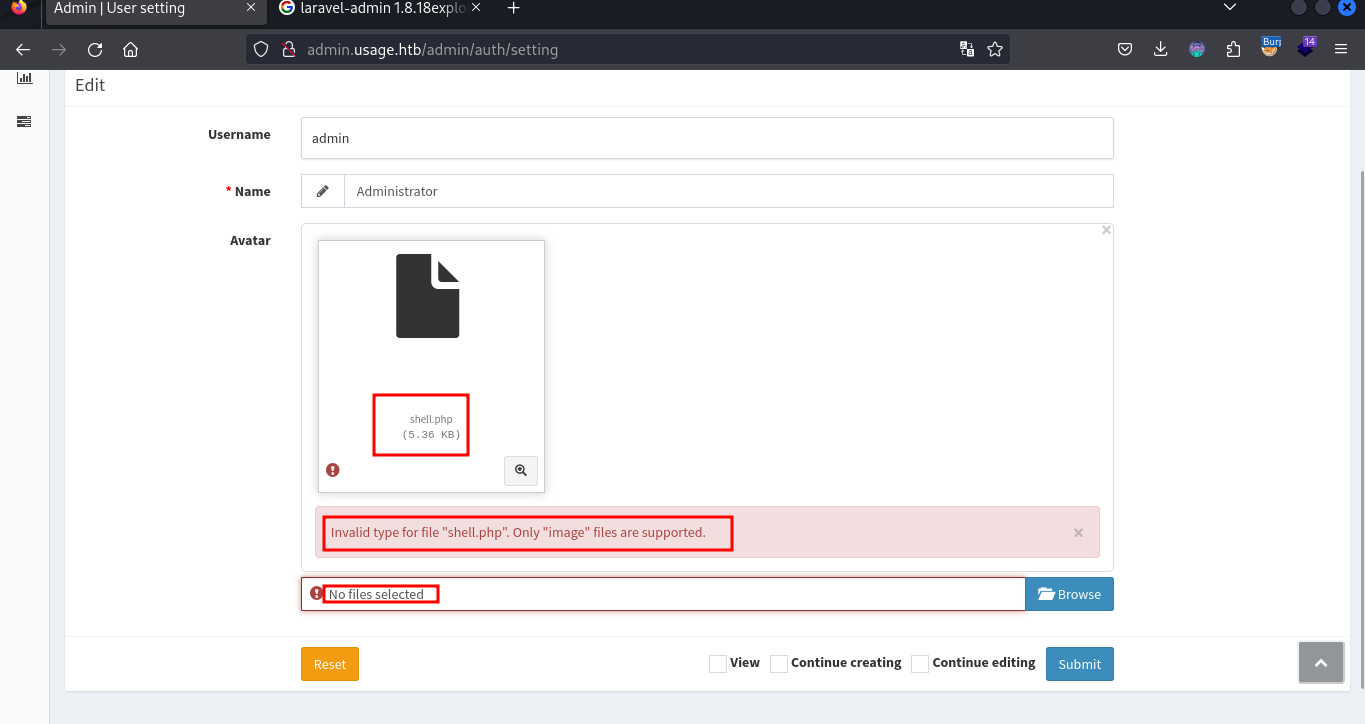 Admin | User setting
laravel-admin 1.8.18explo
admin.usage.htb/admin/auth/setting
Burp
14
Edit
Username
admin
* Name
Administrator
Avatar
shell.php
(5.36 KB)
Invalid type for file "shell.php". Only "image" files are supported.
No files selected
Browse
Reset
View
Continue creating
Continue editing
Submit